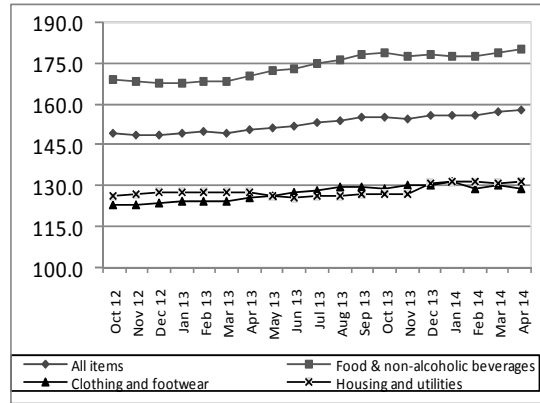 190.0
175.0
160.0
145.0
130.0
115.0
100.0
Oct 12
Nov 12
Dec 12
Jan 13
Feb 13
Mar 13
Apr 13
May 13
Jun 13
Jul 13
Aug 13
Sep 13
Oct 13
Nov 13
Dec 13
Jan 14
Feb 14
Mar 14
Apr 14
All items Food & non-alcoholic beverages
Clothing and footwear Housing and utilities